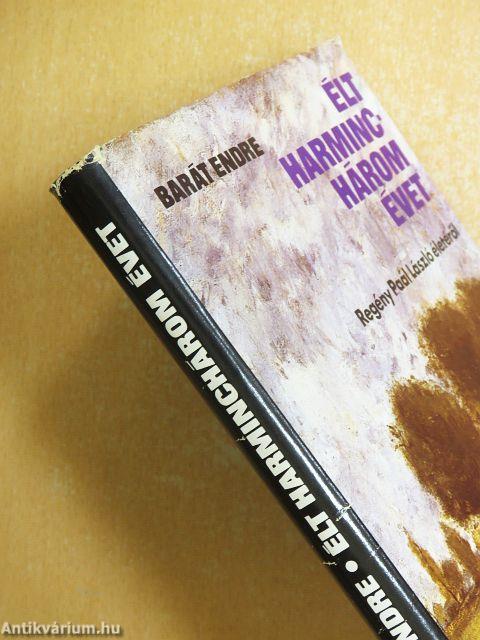 BARÁT ENDRE
ÉLT
HARMINC-
HÁROM
ÉVET
Regény Paál László életéről
NDRE • ÉLT HARMINCHÁROM ÉVET
Antikvárium.hu